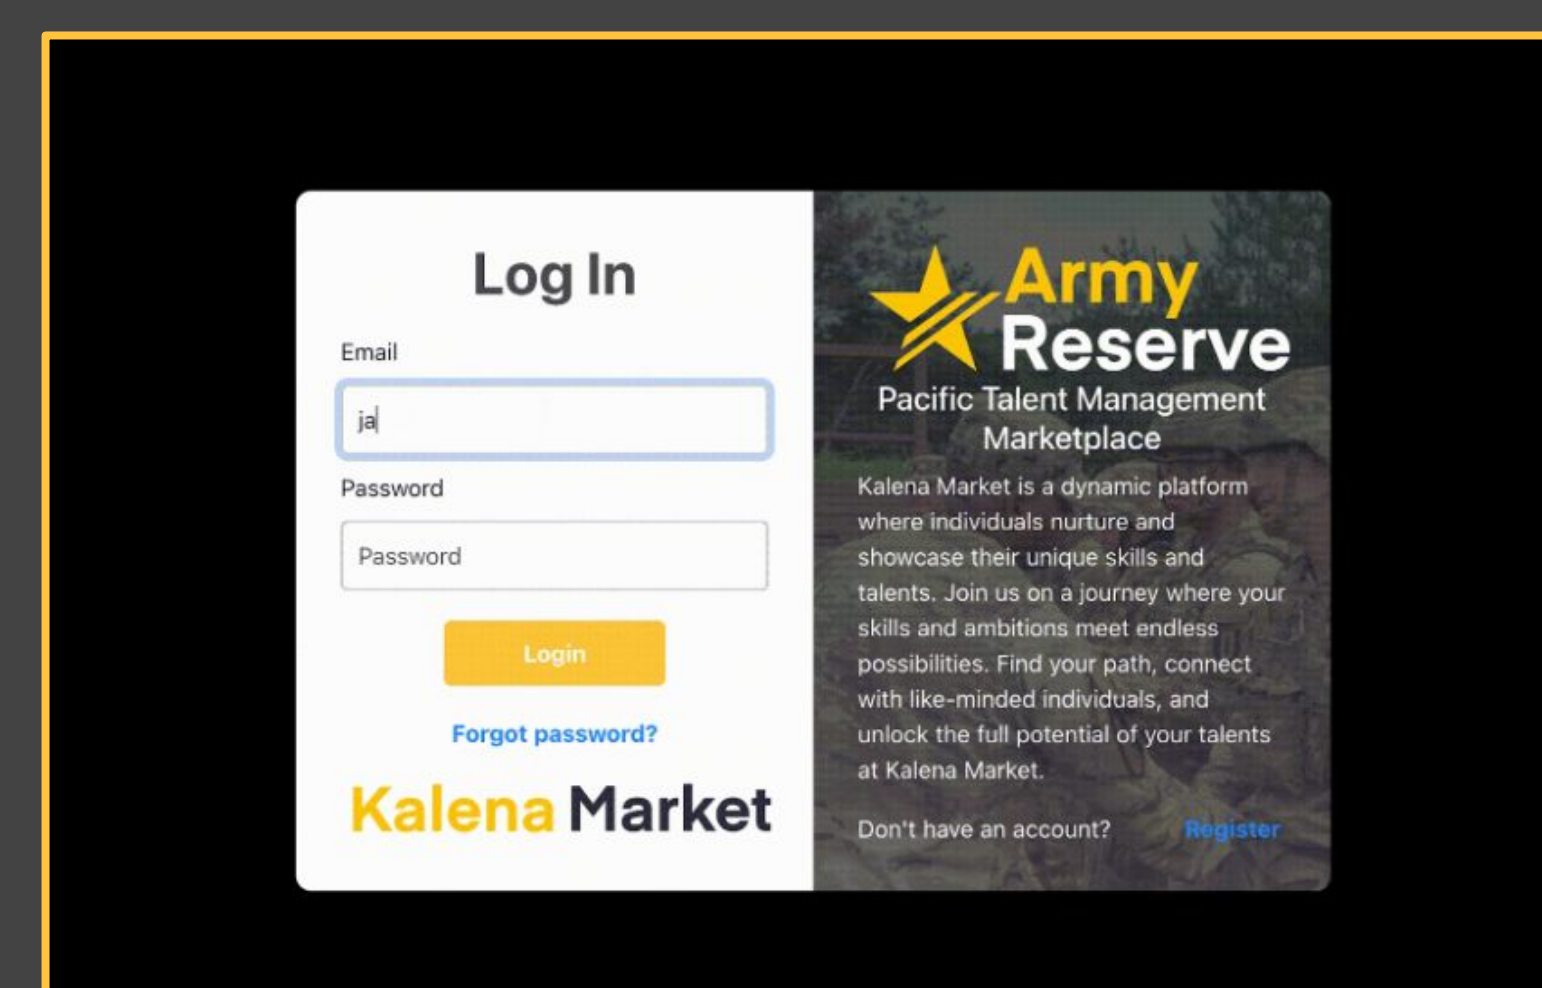 Log In
Email
ja
Password
Password
Login
Forgot password?
Kalena Market
Army
Reserve
Pacific Talent Management
Marketplace
Kalena Market is a dynamic platform
where individuals nurture and
showcase their unique skills and
talents. Join us on a journey where your
skills and ambitions meet endless
possibilities. Find your path, connect
with like-minded individuals, and
unlock the full potential of your talents
at Kalena Market.
Don't have an account? Register